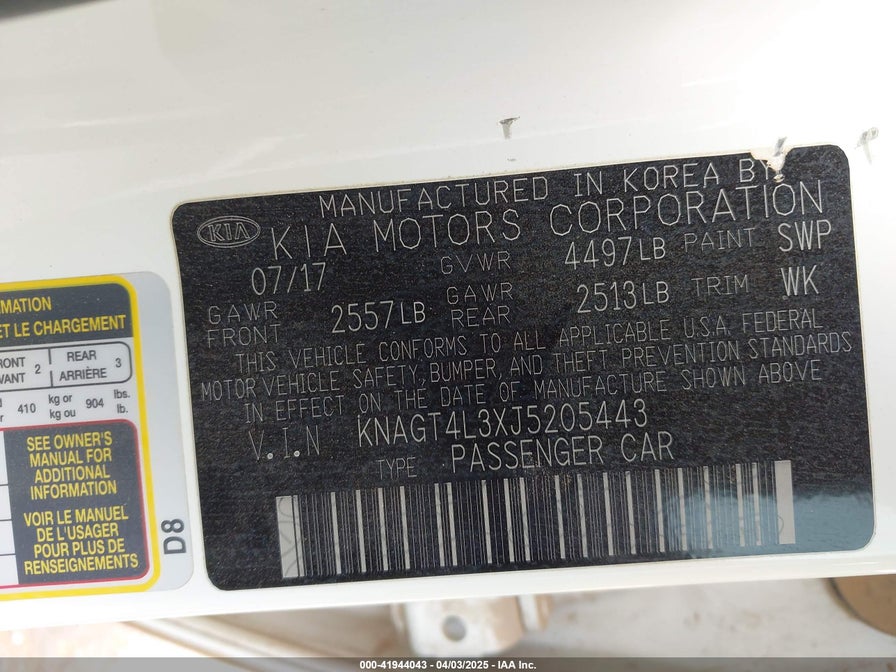 MANUFACTURED IN KOREA BY
KIA KIA MOTORS CORPORATION
07/17 GVWR 4497LB PAINT SWP
GAWR FRONT 2557LB GAWR REAR 2513LB TRIM WK
THIS VEHICLE CONFORMS TO ALL APPLICABLE U.S.A. FEDERAL
MOTOR VEHICLE SAFETY, BUMPER, AND THEFT PREVENTION STANDARDS
IN EFFECT ON THE DATE OF MANUFACTURE SHOWN ABOVE
V.I.N KNAGT4L3XJ5205443
TYPE PASSENGER CAR
ET LE CHARGEMENT
REAR
ARRIÈRE 3
2
410 kg or kg ou 904 lbs. lb.
SEE OWNER'S
MANUAL FOR
ADDITIONAL
INFORMATION
VOIR LE MANUEL
DE L'USAGER
POUR PLUS DE
RENSEIGNEMENTS
D8
000-41944043 | 04/03/2025 - IAA Inc.